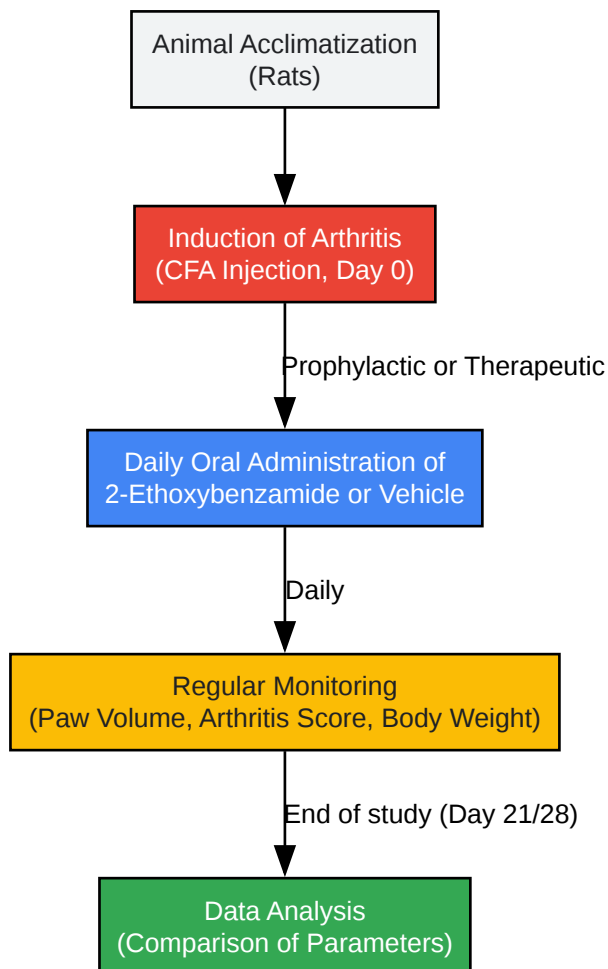 Animal Acclimatization
(Rats)
Induction of Arthritis
(CFA Injection, Day 0)
Prophylactic or Therapeutic
Daily Oral Administration of
2-Ethoxybenzamide or Vehicle
Daily
Regular Monitoring
(Paw Volume, Arthritis Score, Body Weight)
End of study (Day 21/28)
Data Analysis
(Comparison of Parameters)